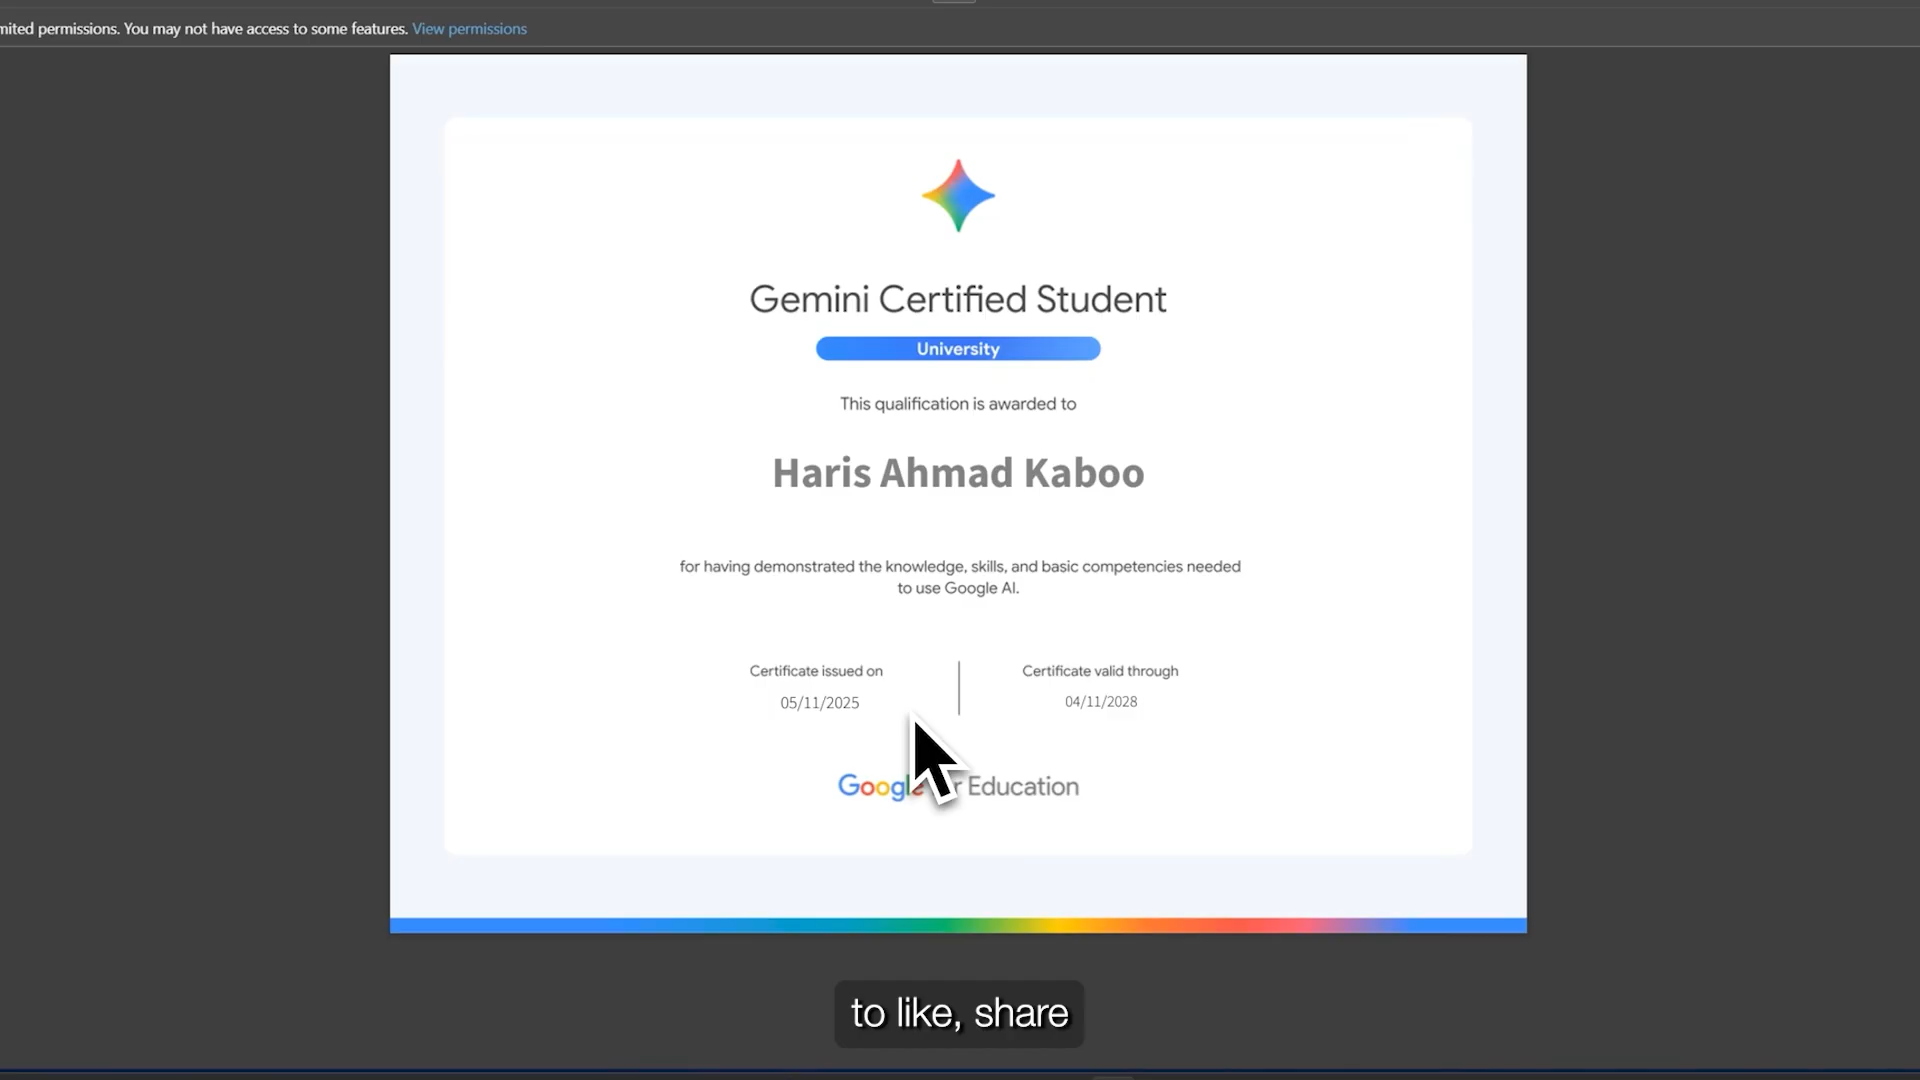 mited permissions. You may not have access to some features. View permissions
Gemini Certified Student
University
This qualification is awarded to
Haris Ahmad Kaboo
for having demonstrated the knowledge, skills, and basic competencies needed
to use Google AI.
Certificate issued on
05/11/2025
Certificate valid through
04/11/2028
Google Education
to like, share